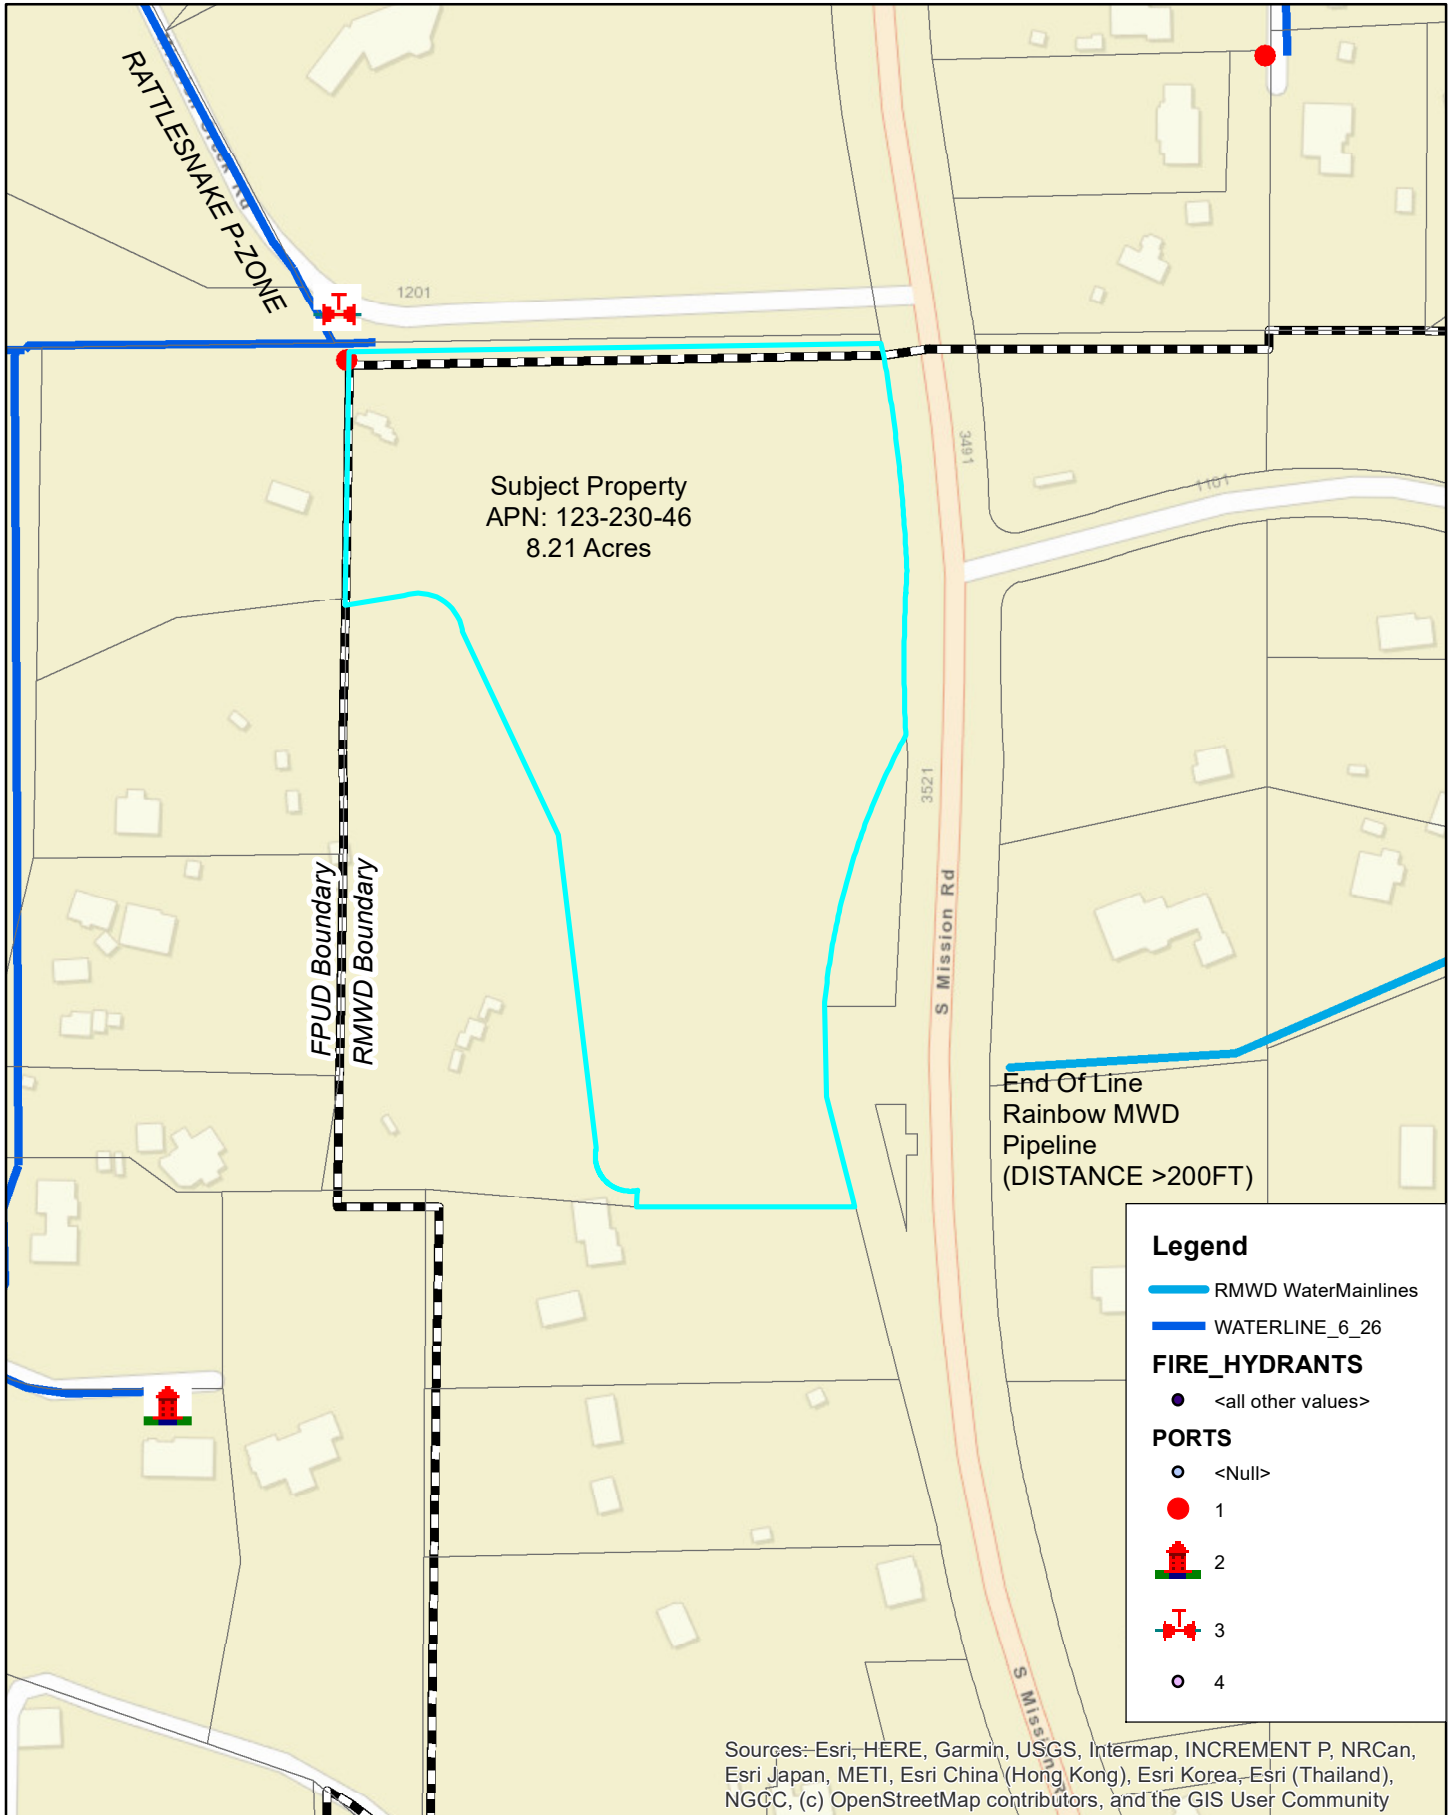 RATTLESNAKE P-ZONE
1201
3491
1101
Subject Property
APN: 123-230-46
8.21 Acres
3521
S Mission Rd
FPUD Boundary
RMWD Boundary
End Of Line
Rainbow MWD
Pipeline
(DISTANCE >200FT)
Legend
RMWD WaterMainlines
WATERLINE_6_26
FIRE_HYDRANTS
<all other values>
PORTS
<Null>
1
2
3
4
S Mission R
Sources: Esri, HERE, Garmin, USGS, Intermap, INCREMENT P, NRCan,
Esri Japan, METI, Esri China (Hong Kong), Esri Korea, Esri (Thailand),
NGCC, (c) OpenStreetMap contributors, and the GIS User Community